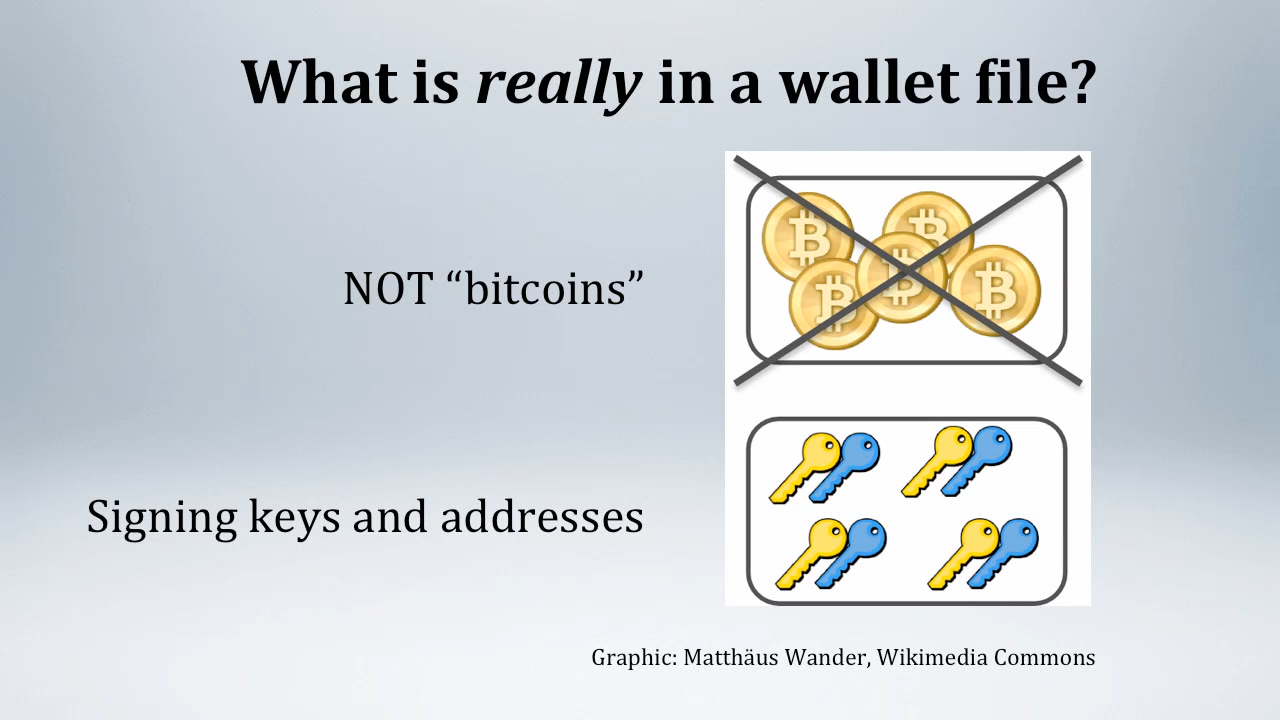 What is really in a wallet file?
NOT “bitcoins”
Signing keys and addresses
Graphic: Matthäus Wander, Wikimedia Commons